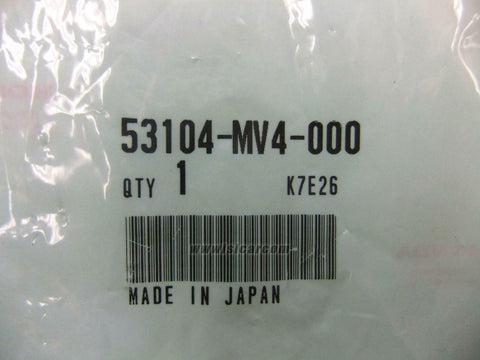 53104-MV4-000
QTY 1 K7E26
www.isicar.com
MADE IN JAPAN